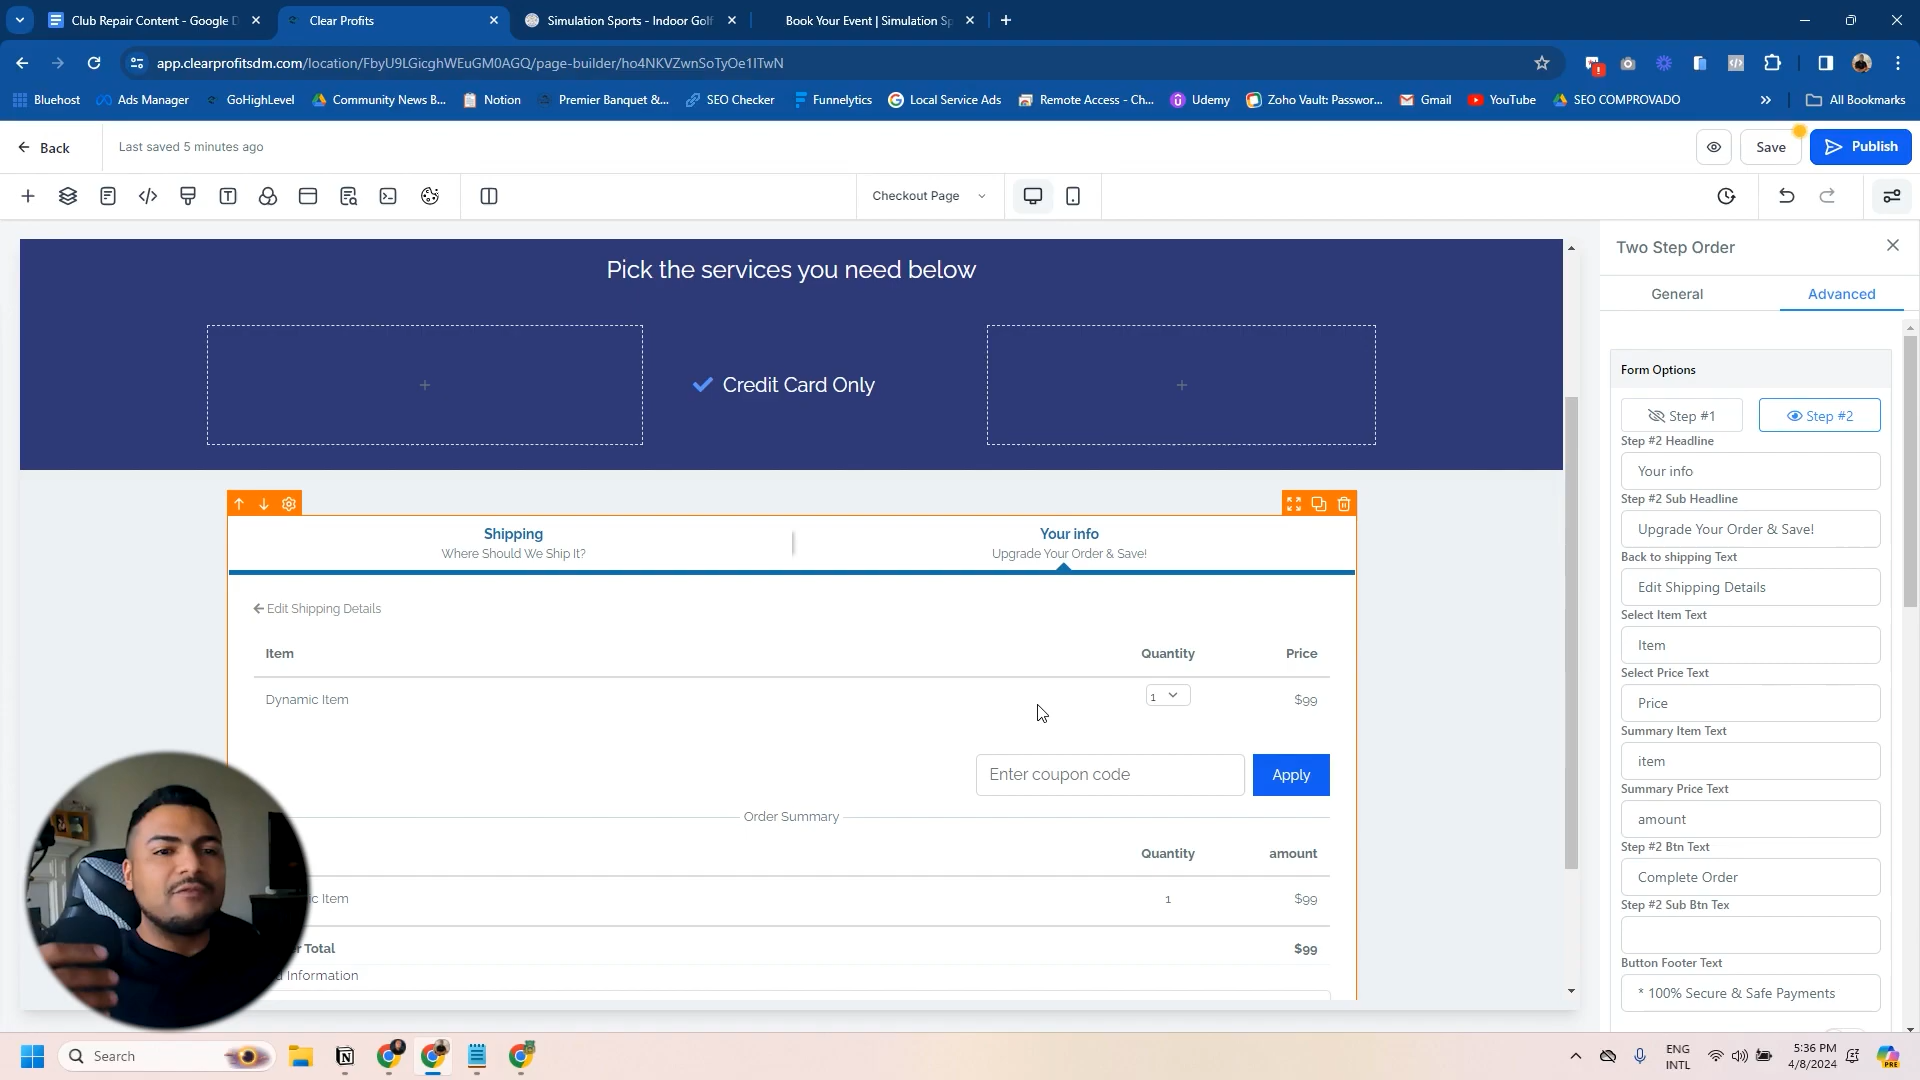 Club Repair Content - Google D
Clear Profits
Simulation Sports - Indoor Golf
Book Your Event | Simulation Sp
app.clearprofitsdm.com/location/FbyU9LGicghWEuGM0AGQ/page-builder/ho4NKVZwnSoTyOe1ITwN
Bluehost
Ads Manager
GoHighLevel
Community News B...
Notion
Premier Banquet &...
SEO Checker
Funnelytics
Local Service Ads
Remote Access - Ch...
Udemy
Zoho Vault: Passwor...
Gmail
YouTube
SEO COMPROVADO
All Bookmarks
Back
Last saved 5 minutes ago
Save
Publish
Checkout Page
Pick the services you need below
Credit Card Only
Shipping
Where Should We Ship It?
Your info
Upgrade Your Order & Save!
Edit Shipping Details
Item Quantity Price
Dynamic Item 1 $99
Enter coupon code
Apply
Order Summary
Quantity amount
ic Item 1 $99
r Total $99
d Information
Two Step Order
General
Advanced
Form Options
Step #1
Step #2
Step #2 Headline
Your info
Step #2 Sub Headline
Upgrade Your Order & Save!
Back to shipping Text
Edit Shipping Details
Select Item Text
Item
Select Price Text
Price
Summary Item Text
item
Summary Price Text
amount
Step #2 Btn Text
Complete Order
Step #2 Sub Btn Tex
Button Footer Text
* 100% Secure & Safe Payments
Search
ENG
INTL
5:36 PM
4/8/2024
PRE